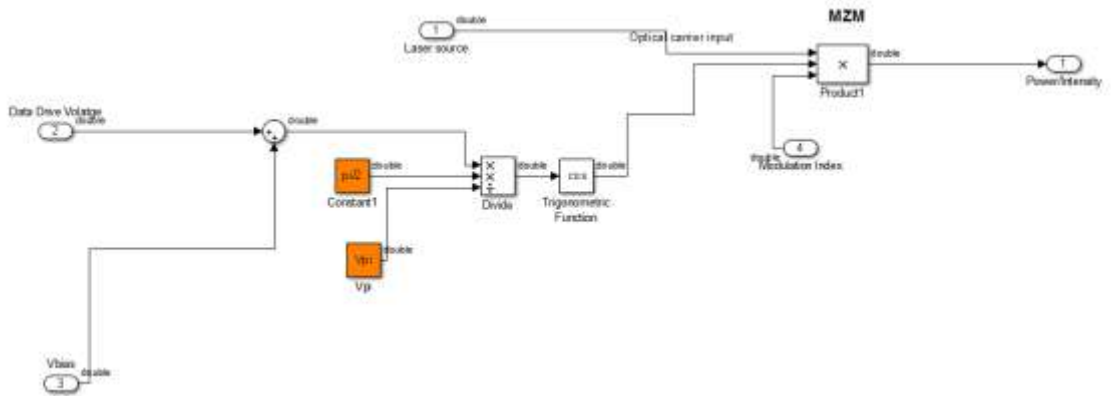 MZM
double
1
Laser source
Optical carrier input
double
×
Product1
1
Power/Intensity
Data Drive Volatge
double
2
double
double
pi/2
Constant1
double
×
×
÷
Divide
double
cos
Trigonometric
Function
double
4
double
Modulation Index
double
Vpi
Vpi
Vbias
double
3